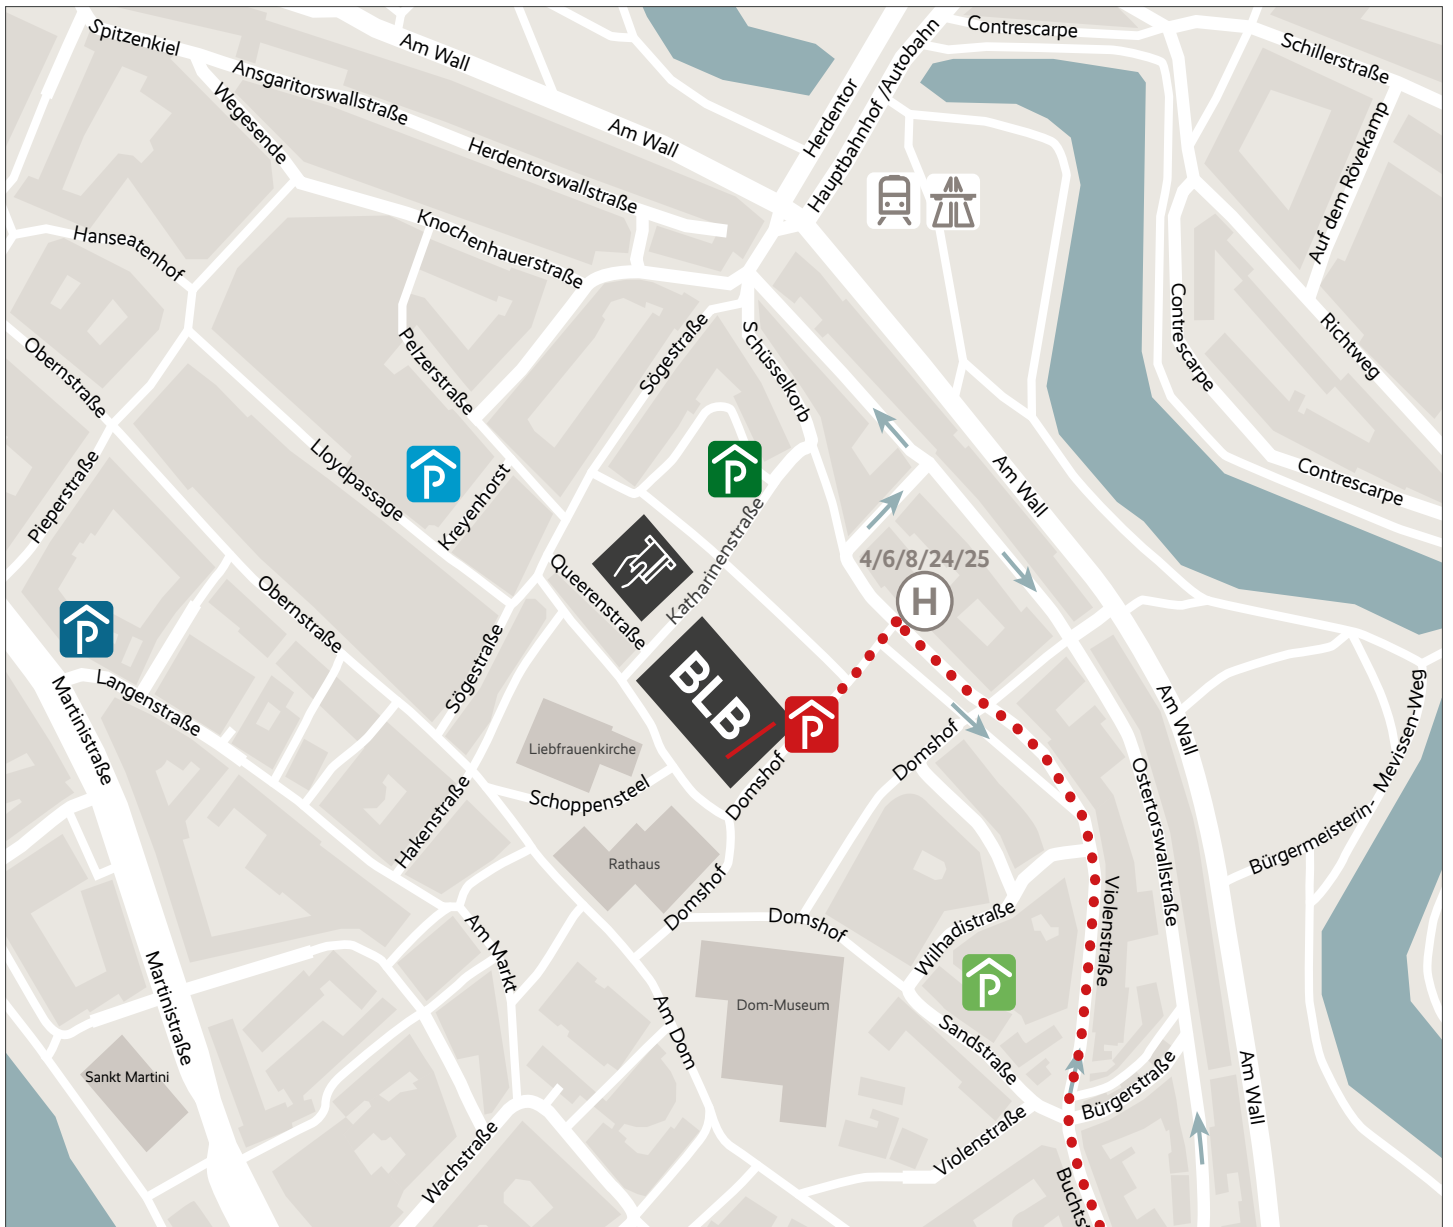 Spitzenkiel
Am Wall
Contrescarpe
Schillerstraße
Ansgaritorswallstraße
Wegesende
Am Wall
Herdentor
Hauptbahnhof /Autobahn
Auf dem Rövekamp
Herdentorswallstraße
Hanseatenhof
Knochenhauerstraße
Contrescarpe
Richtweg
Obernstraße
Pelzerstraße
Sögestraße
Schüsselkorb
Pieperstraße
Lloydpassage
P
Kreyenhorst
P
Am Wall
Contrescarpe
Katharinenstraße
4/6/8/24/25
H
Queerenstraße
Obernstraße
P
Langenstraße
Martinistraße
Sögestraße
BLB
P
Domshof
Domshof
Am Wall
Bürgermeisterin- Mevissen-Weg
Ostertorswallstraße
Liebfrauenkirche
Schoppensteel
Hakenstraße
Rathaus
Domshof
Domshof
Violenstraße
Wilhadistraße
P
Am Markt
Martinistraße
Dom-Museum
Am Dom
Sandstraße
Sankt Martini
Bürgerstraße
Am Wall
Wachstraße
Violenstraße
Buchts